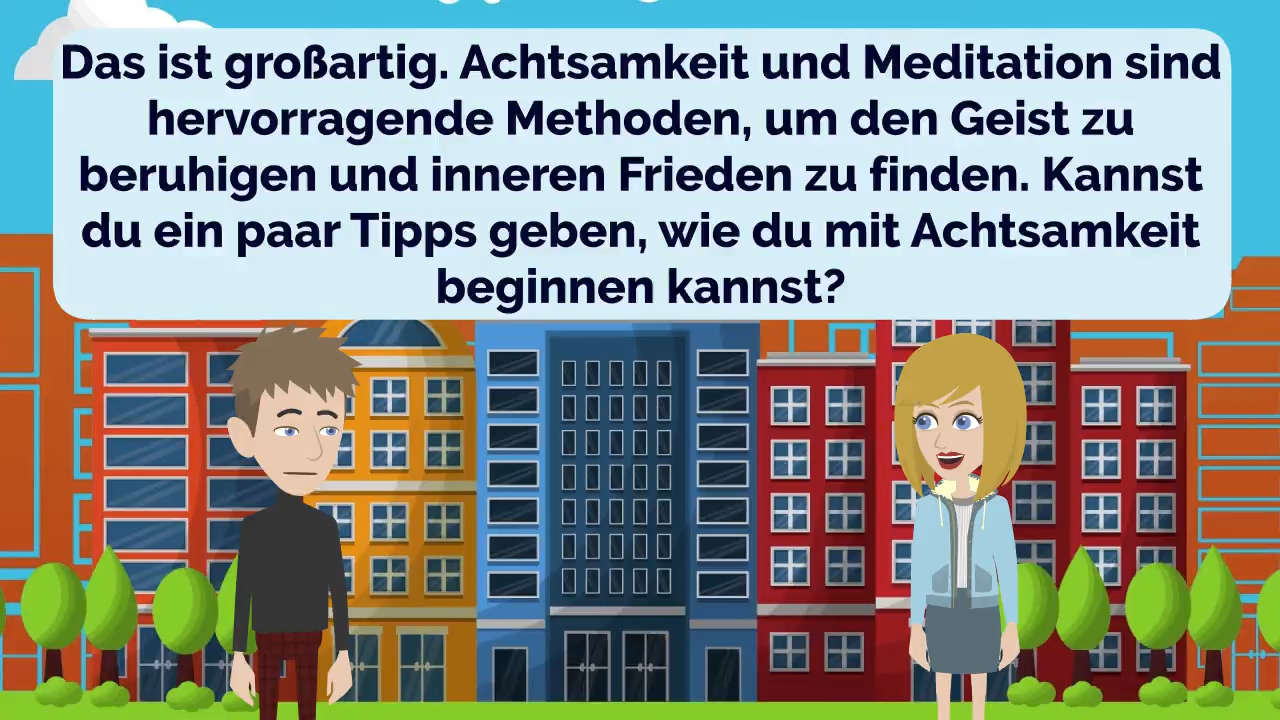 Das ist großartig. Achtsamkeit und Meditation sind
hervorragende Methoden, um den Geist zu
beruhigen und inneren Frieden zu finden. Kannst
du ein paar Tipps geben, wie du mit Achtsamkeit
beginnen kannst?